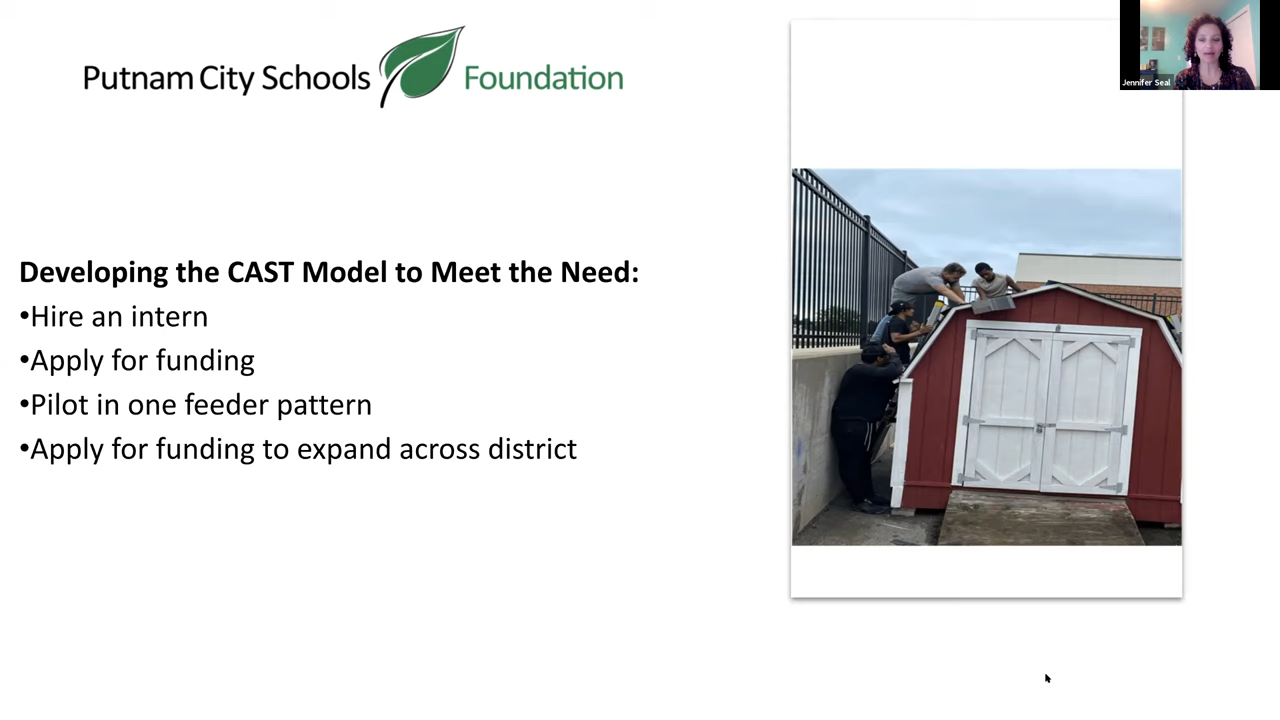 Putnam City Schools Foundation
Jennifer Seal
Developing the CAST Model to Meet the Need:
•Hire an intern
•Apply for funding
•Pilot in one feeder pattern
•Apply for funding to expand across district